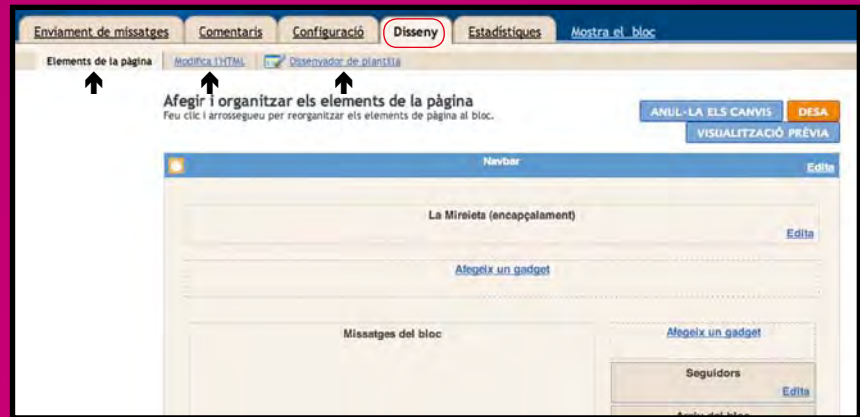 Enviament de missatges Comentaris Configuració Disseny Estadístiques Mostra el bloc
Elements de la pàgina Modifica l'HTML Dissenyador de plantilla
Afegir i organitzar els elements de la pàgina
Feu clic i arrossegueu per reorganitzar els elements de pàgina al bloc.
ANUL·LA ELS CANVIS DESA
VISUALITZACIÓ PRÈVIA
Navbar Edita
La Mireieta (encapçalament)
Edita
Afegeix un gadget
Missatges del bloc Afegeix un gadget
Seguidors
Edita
Arxiu del bloc